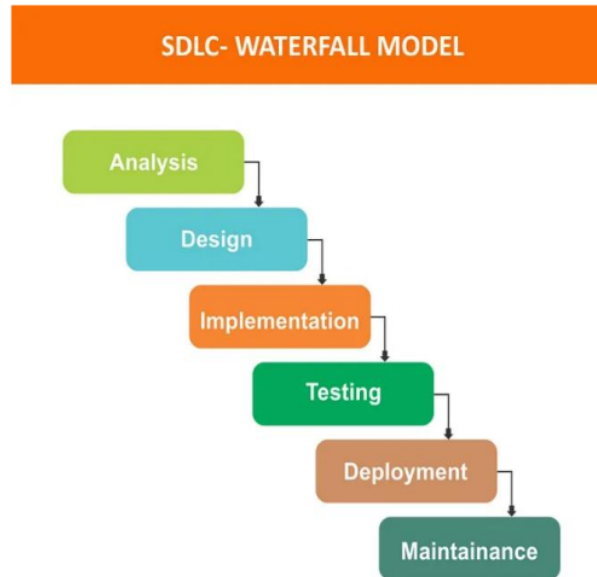 SDLC- WATERFALL MODEL
Analysis
Design
Implementation
Testing
Deployment
Maintainance